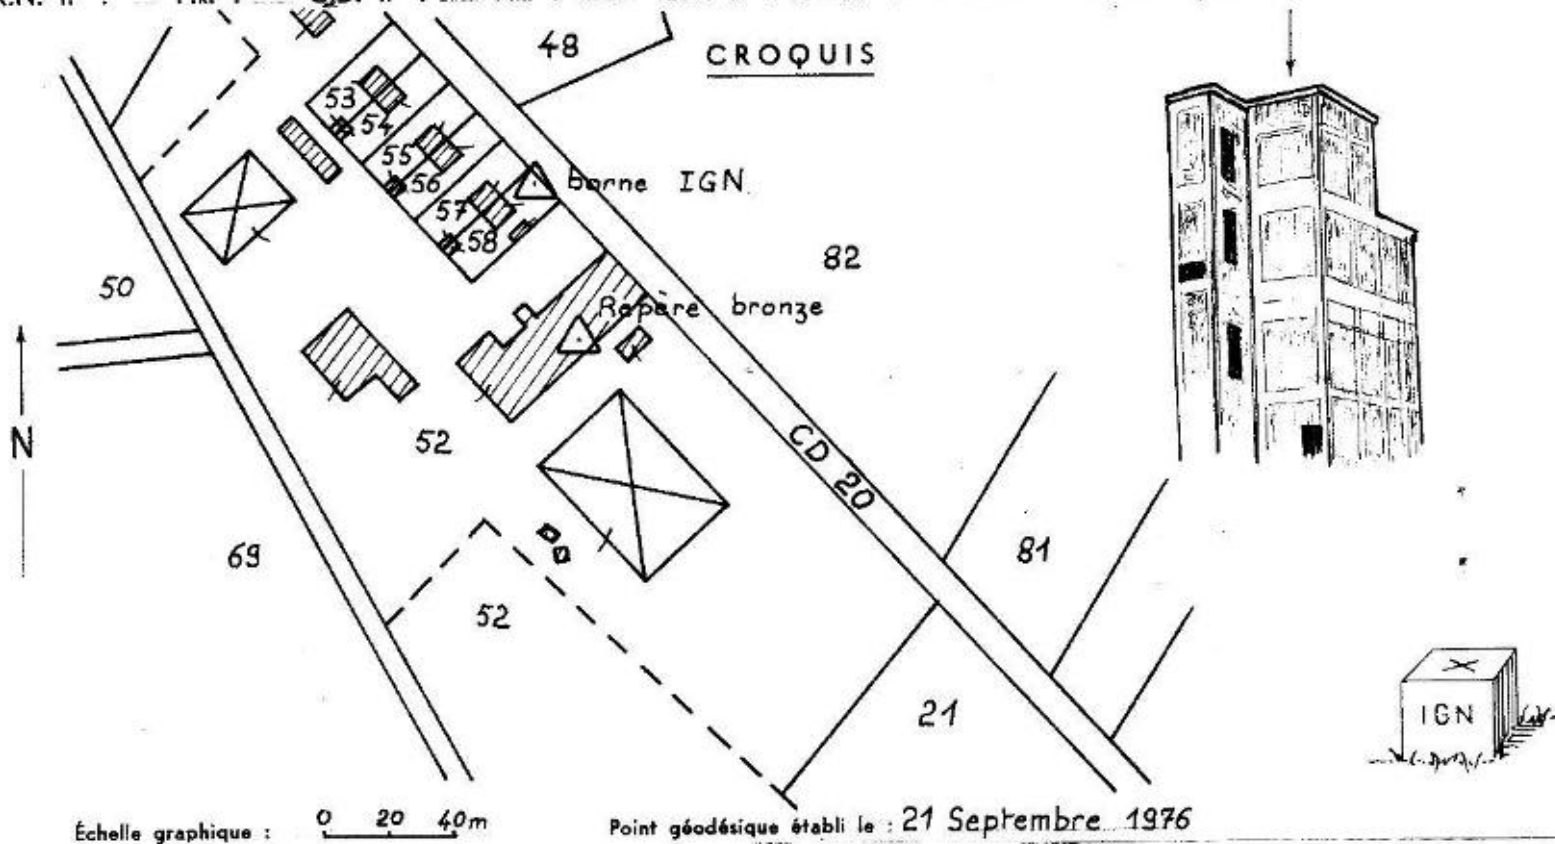 CROQUIS
48
53
54
55
56
57
58
borne IGN
82
50
Repère bronze
N
52
CD 20
69
81
52
21
IGN
Échelle graphique : 0 20 40m
Point géodésique établi le : 21 Septembre 1976